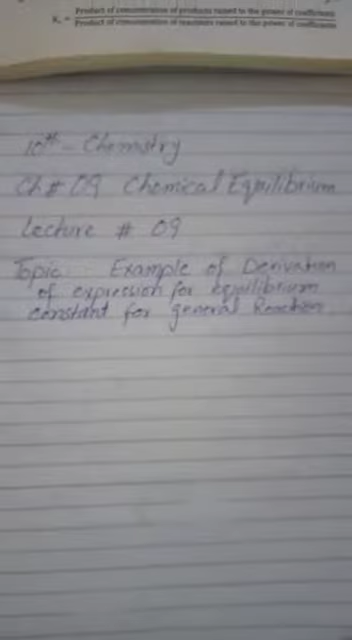 Product of concentration of products raised to the power of coefficients
Kc = Product of concentration of reactants raised to the power of coefficients
10th - Chemistry
Ch # 09 Chemical Equilibrium
Lecture # 09
Topic Example of Derivation
of expression for equilibrium
constant for general Reaction